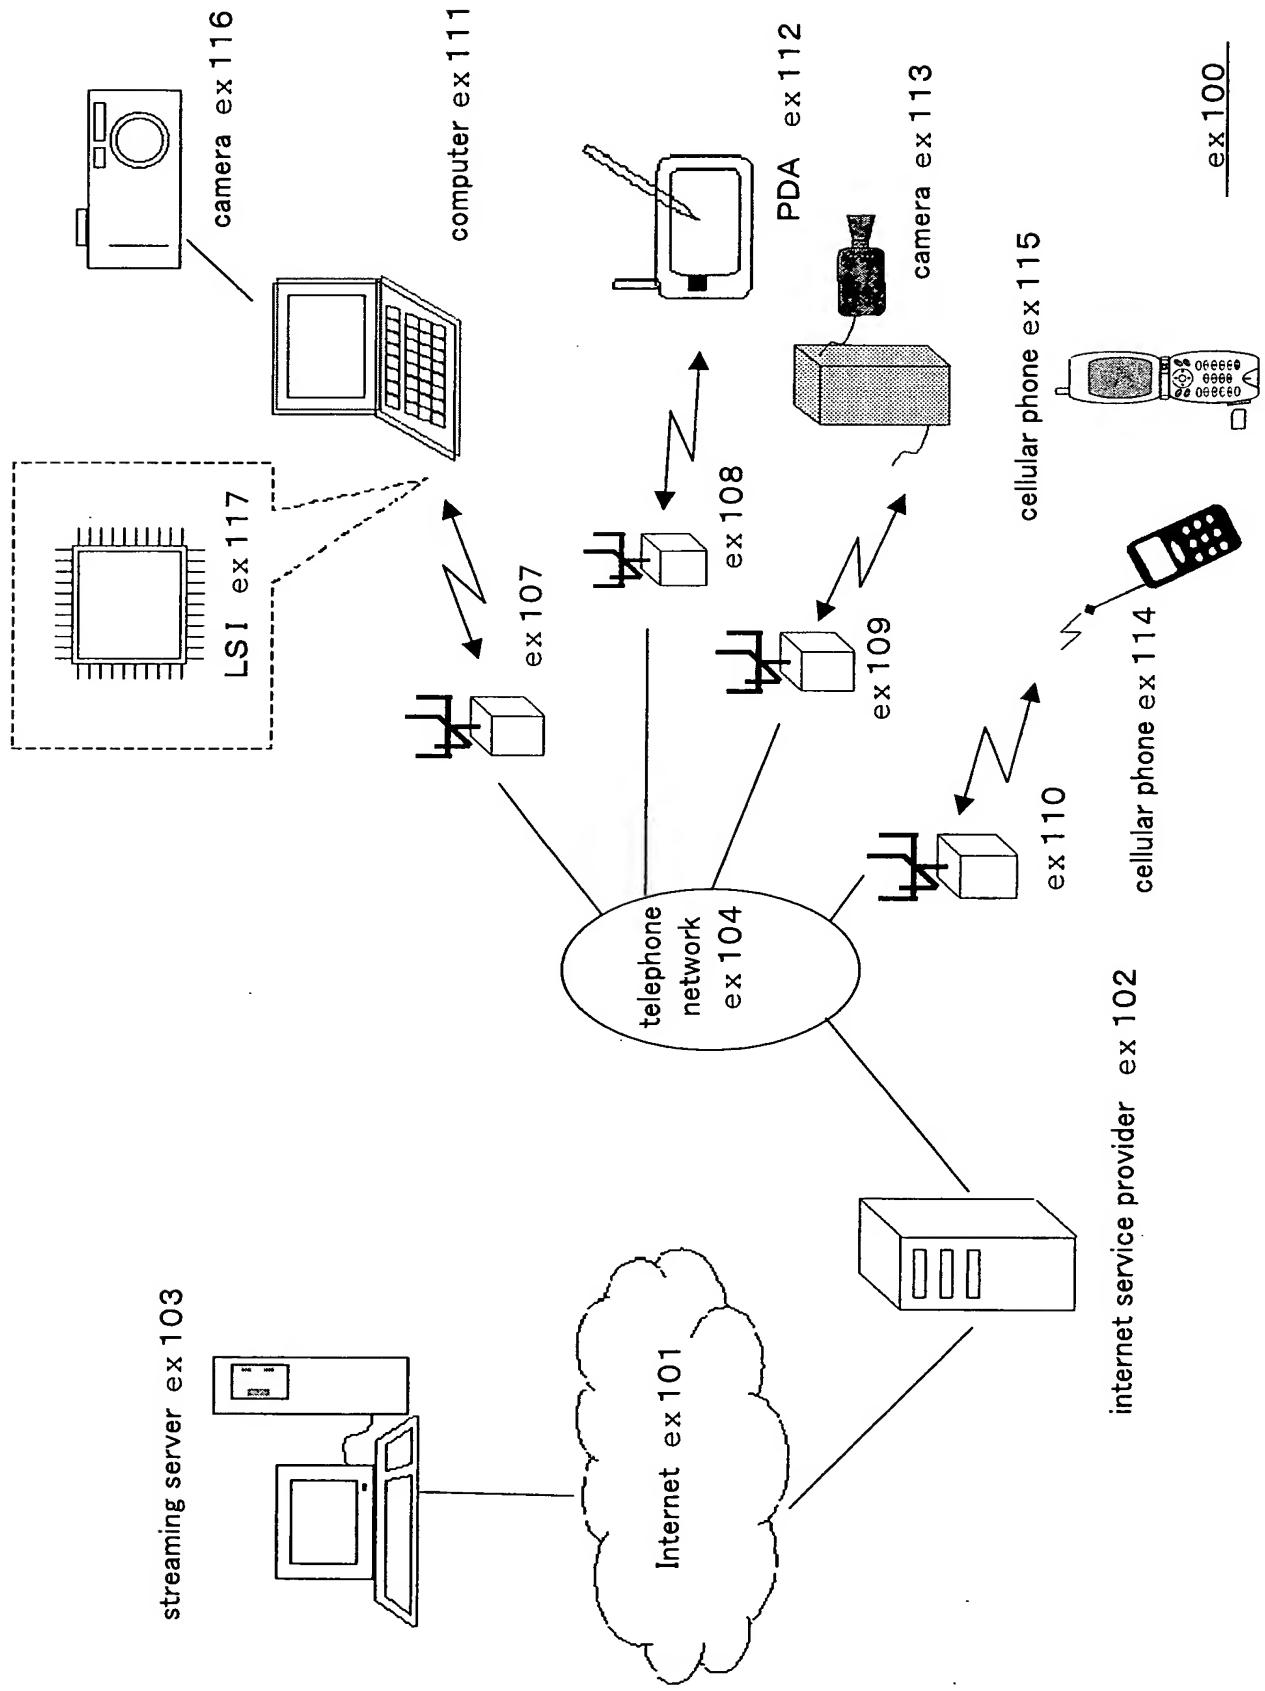 streaming server ex 103
LSI ex 117
camera ex 116
computer ex 111
ex 107
Internet ex 101
telephone
network
ex 104
ex 108
PDA ex 112
ex 109
camera ex 113
internet service provider ex 102
ex 110
cellular phone ex 114
cellular phone ex 115
ex 100